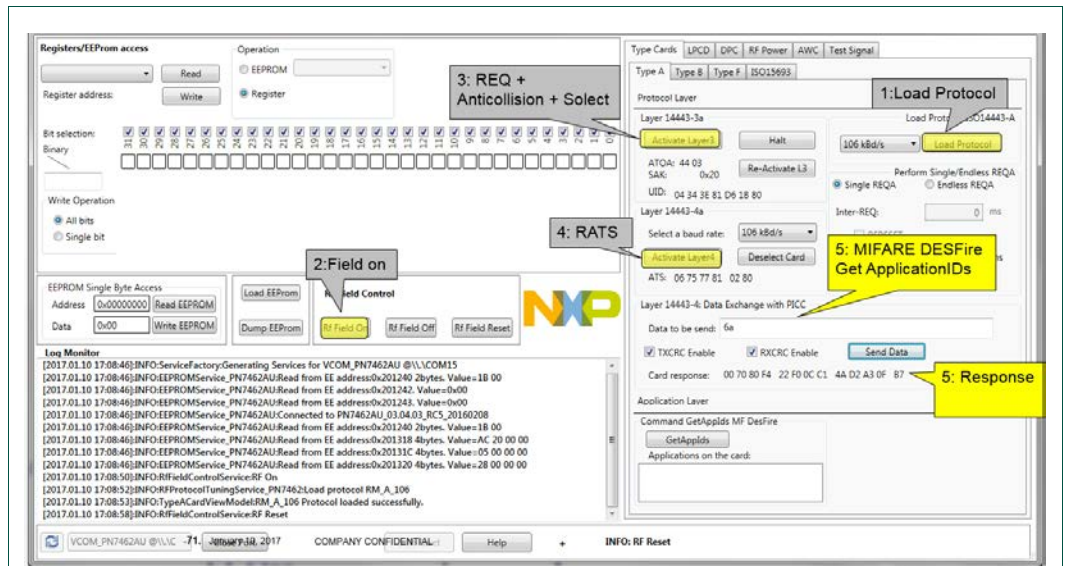 Registers/EEProm access
Operation
EEPROM
Read
Register address:
Write
Register
Bit selection:
31 30 29 28 27 26 25 24 23 22 21 20 19 18 17 16 15 14 13 12 11 10 9 8 7 6 5 4 3 2 1 0
Binary
Write Operation
All bits
Single bit
3: REQ +
Anticollision + Solect
4: RATS
2:Field on
EEPROM Single Byte Access
Address 0x00000000 Read EEPROM
Data 0x00 Write EEPROM
Load EEProm
Dump EEProm
Field Control
Rf Field On
Rf Field Off
Rf Field Reset
NXP
Log Monitor
[2017.01.10 17:08:46]:INFO:ServiceFactory:Generating Services for VCOM_PN7462AU @\\.\COM15
[2017.01.10 17:08:46]:INFO:EEPROMService_PN7462AU:Read from EE address:0x201240 2bytes. Value=1B 00
[2017.01.10 17:08:46]:INFO:EEPROMService_PN7462AU:Read from EE address:0x201242. Value=0x00
[2017.01.10 17:08:46]:INFO:EEPROMService_PN7462AU:Read from EE address:0x201243. Value=0x00
[2017.01.10 17:08:46]:INFO:EEPROMService_PN7462AU:Connected to PN7462AU_03.04.03_RC5_20160208
[2017.01.10 17:08:46]:INFO:EEPROMService_PN7462AU:Read from EE address:0x201240 2bytes. Value=1B 00
[2017.01.10 17:08:46]:INFO:EEPROMService_PN7462AU:Read from EE address:0x201318 4bytes. Value=AC 20 00 00
[2017.01.10 17:08:46]:INFO:EEPROMService_PN7462AU:Read from EE address:0x20131C 4bytes. Value=05 00 00 00
[2017.01.10 17:08:46]:INFO:EEPROMService_PN7462AU:Read from EE address:0x201320 4bytes. Value=28 00 00 00
[2017.01.10 17:08:50]:INFO:RfFieldControlService:RF On
[2017.01.10 17:08:52]:INFO:RFProtocolTuningService_PN7462:Load protocol RM_A_106
[2017.01.10 17:08:53]:INFO:TypeACardViewModel:RM_A_106 Protocol loaded successfully.
[2017.01.10 17:08:58]:INFO:RfFieldControlService:RF Reset
Type Cards LPCD DPC RF Power AWC Test Signal
Type A Type B Type F ISO15693
1:Load Protocol
Protocol Layer
Layer 14443-3a
Activate Layer3
Halt
ATQA: 44 03
SAK: 0x20
Re-Activate L3
UID: 04 34 3E 81 D6 1B 80
106 kBd/s
Load Protocol
Perform Single/Endless REQA
Single REQA
Endless REQA
Inter-REQ: 0 ms
Layer 14443-4a
Select a baud rate: 106 kBd/s
Activate Layer4
Deselect Card
ATS: 06 75 77 81 02 80
5: MIFARE DESFire
Get ApplicationIDs
Layer 14443-4: Data Exchange with PICC
Data to be send: 6a
TXCRC Enable
RXCRC Enable
Send Data
Card response: 00 70 80 F4 22 F0 0C C1 4A D2 A3 0F B7
5: Response
Application Layer
Command GetAppIds MF DesFire
GetAppIds
Applications on the card:
VCOM_PN7462AU @\\.\C
71.
January 10, 2017
COMPANY CONFIDENTIAL
Help
+
INFO: RF Reset